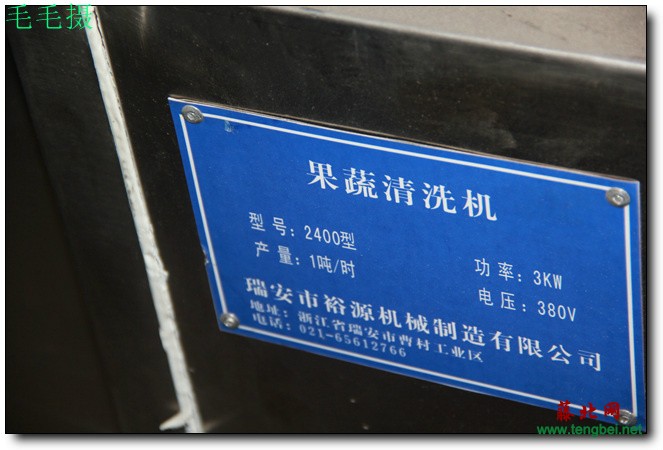 毛毛摄
果蔬清洗机
型号：2400型
产量：1吨/时
功率：3KW
电压：380V
瑞安市裕源机械制造有限公司
地址：浙江省瑞安市曹村工业区
电话：021-65612766
藤北网
www.tengbei.net